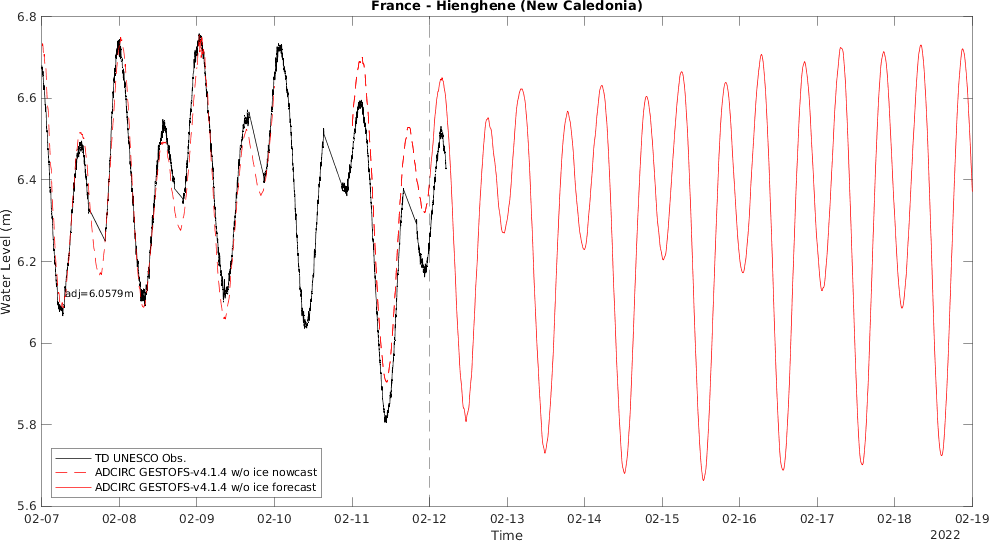 France - Hienghene (New Caledonia)
6.8
6.6
6.4
6.2
6
5.8
5.6
Water Level (m)
adj=6.0579m
TD UNESCO Obs.
ADCIRC GESTOFS-v4.1.4 w/o ice nowcast
ADCIRC GESTOFS-v4.1.4 w/o ice forecast
02-07 02-08 02-09 02-10 02-11 02-12 02-13 02-14 02-15 02-16 02-17 02-18 02-19
Time
2022